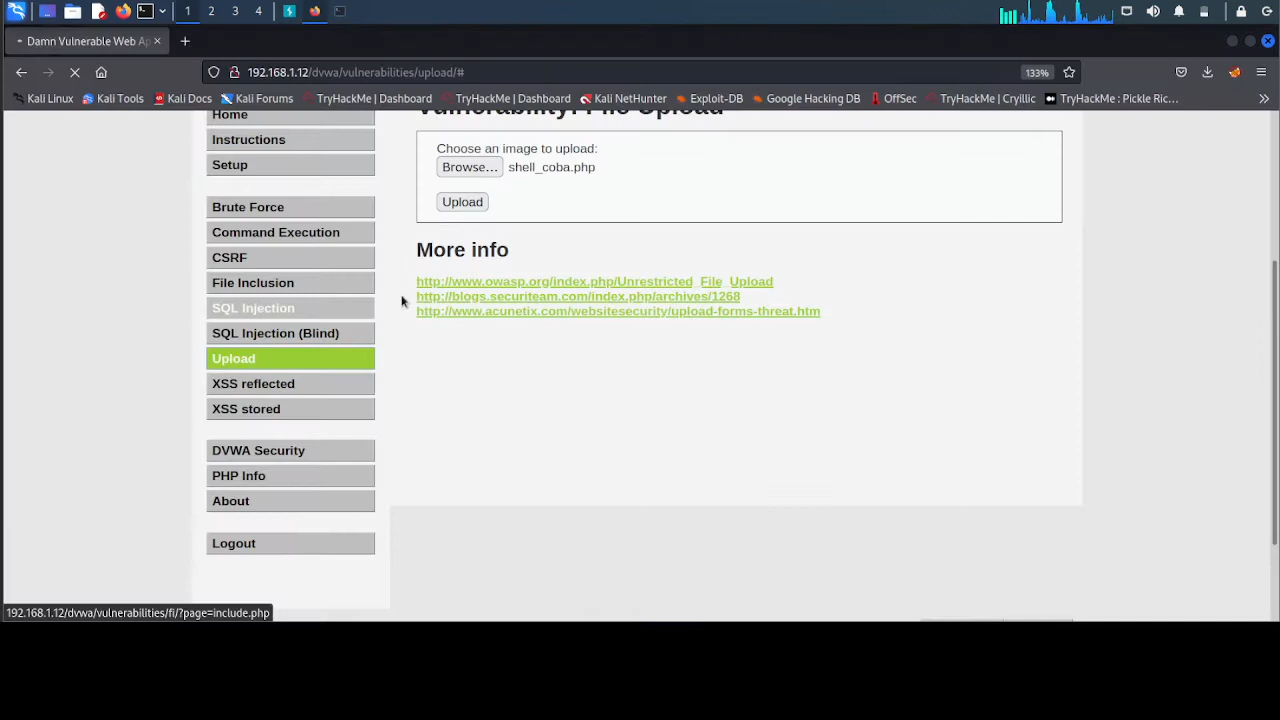 1 2 3 4
Damn Vulnerable Web Ap
192.168.1.12/dvwa/vulnerabilities/upload/#
133%
Kali Linux Kali Tools Kali Docs Kali Forums TryHackMe | Dashboard TryHackMe | Dashboard Kali NetHunter Exploit-DB Google Hacking DB OffSec TryHackMe | Cryillic TryHackMe : Pickle Ric...
Vulnerability: File Upload
Home
Instructions
Setup
Brute Force
Command Execution
CSRF
File Inclusion
SQL Injection
SQL Injection (Blind)
Upload
XSS reflected
XSS stored
DVWA Security
PHP Info
About
Logout
Choose an image to upload:
Browse... shell_coba.php
Upload
More info
http://www.owasp.org/index.php/Unrestricted_File_Upload
http://blogs.securiteam.com/index.php/archives/1268
http://www.acunetix.com/websitesecurity/upload-forms-threat.htm
192.168.1.12/dvwa/vulnerabilities/fi/?page=include.php